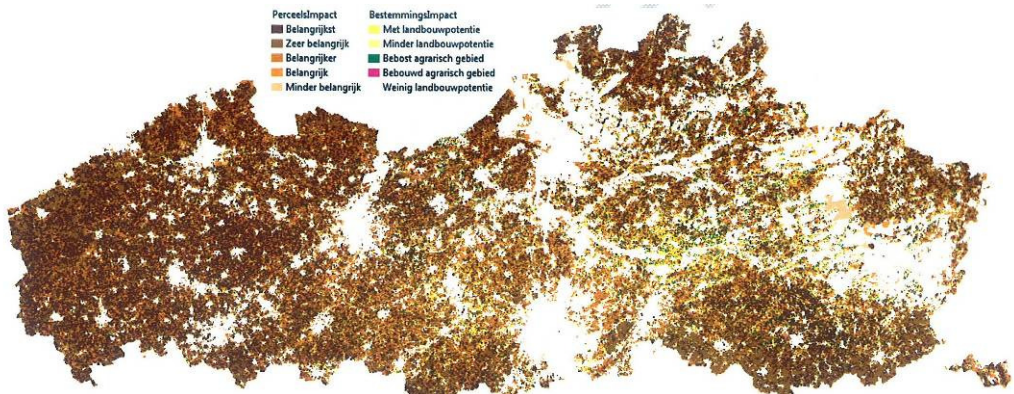 PerceelsImpact
Belangrijkst
Zeer belangrijk
Belangrijker
Belangrijk
Minder belangrijk
BestemmingsImpact
Met landbouwpotentie
Minder landbouwpotentie
Bebost agrarisch gebied
Bebouwd agrarisch gebied
Weinig landbouwpotentie